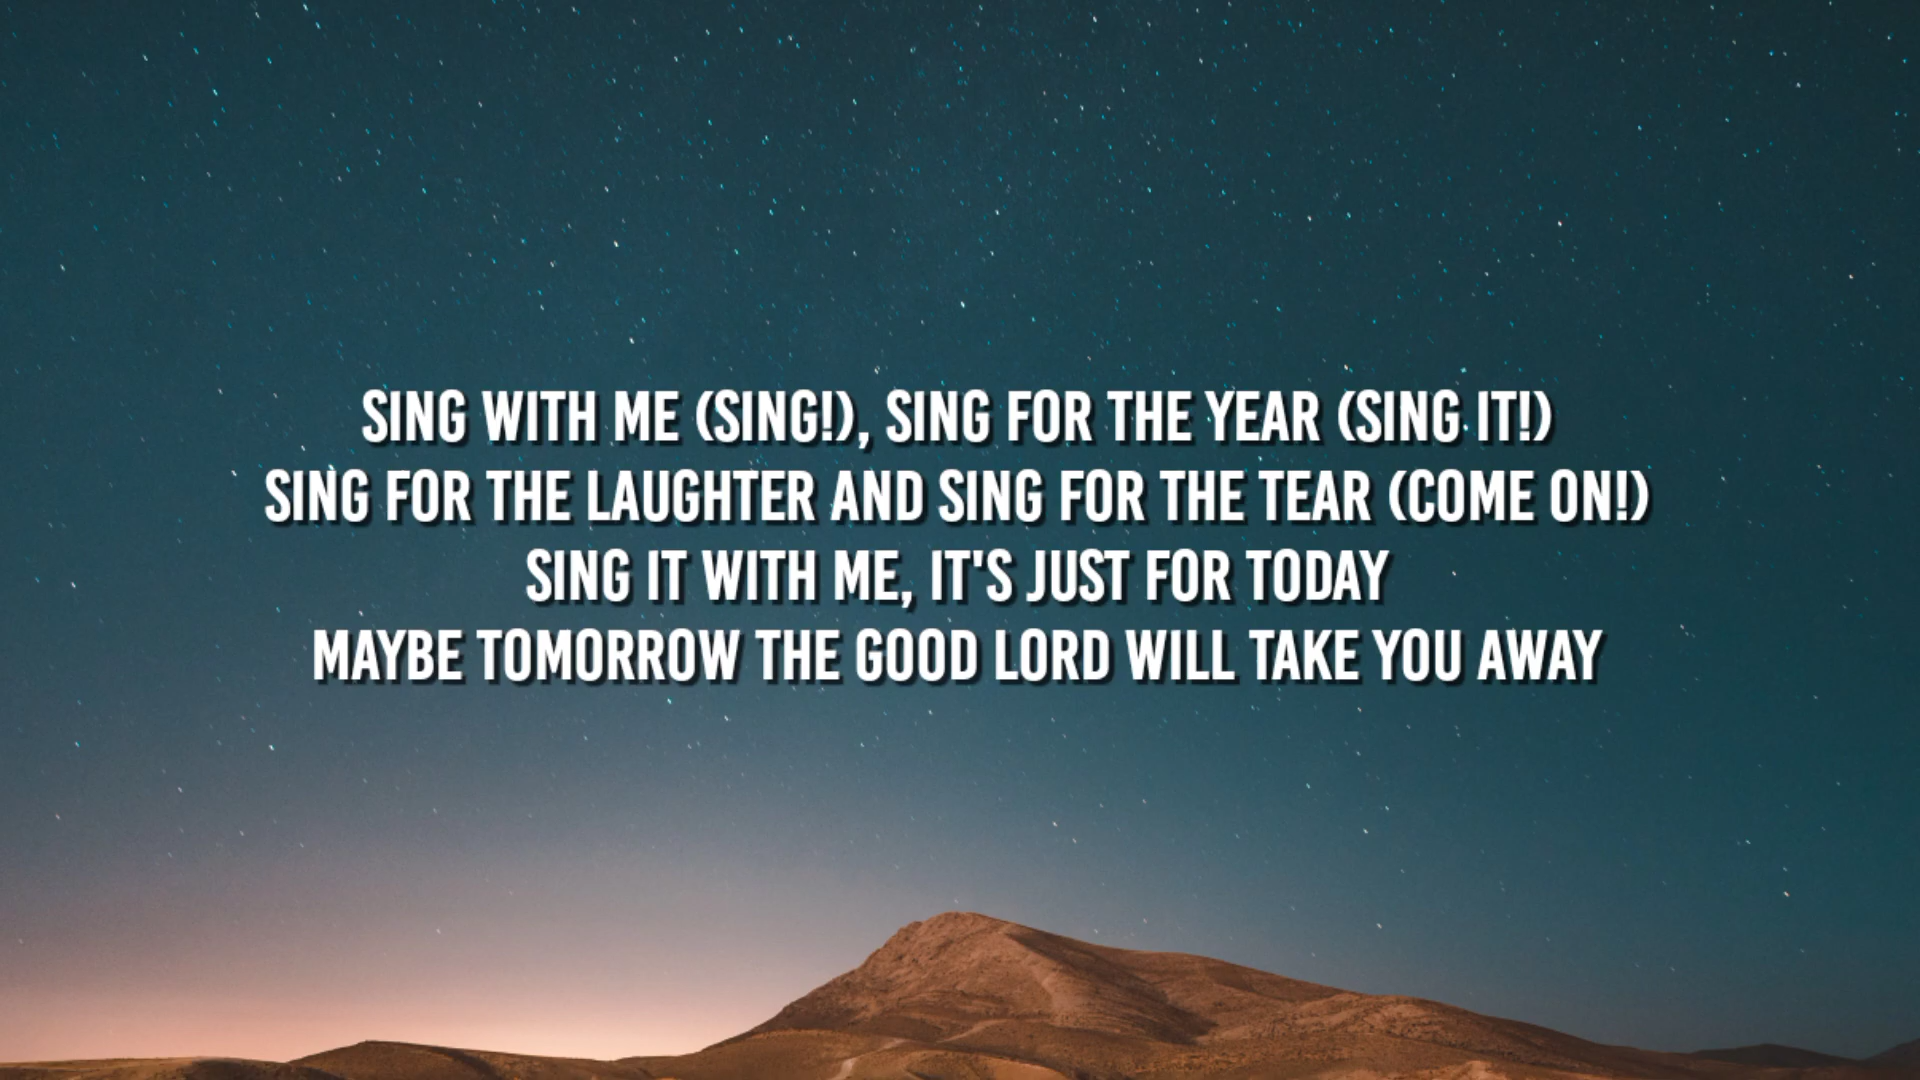 SING WITH ME (SING!), SING FOR THE YEAR (SING IT!)
SING FOR THE LAUGHTER AND SING FOR THE TEAR (COME ON!)
SING IT WITH ME, IT'S JUST FOR TODAY
MAYBE TOMORROW THE GOOD LORD WILL TAKE YOU AWAY